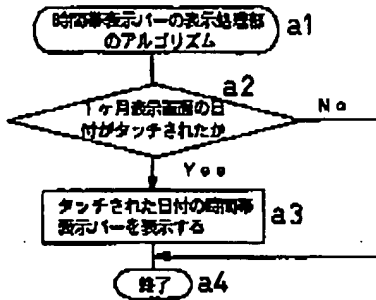 時間帯表示バーの表示処理部
のアルゴリズム
a1
a2
1ヶ月表示画面の日
付がタッチされたか
No
Yes
タッチされた日付の時間帯
表示バーを表示する
a3
終了
a4